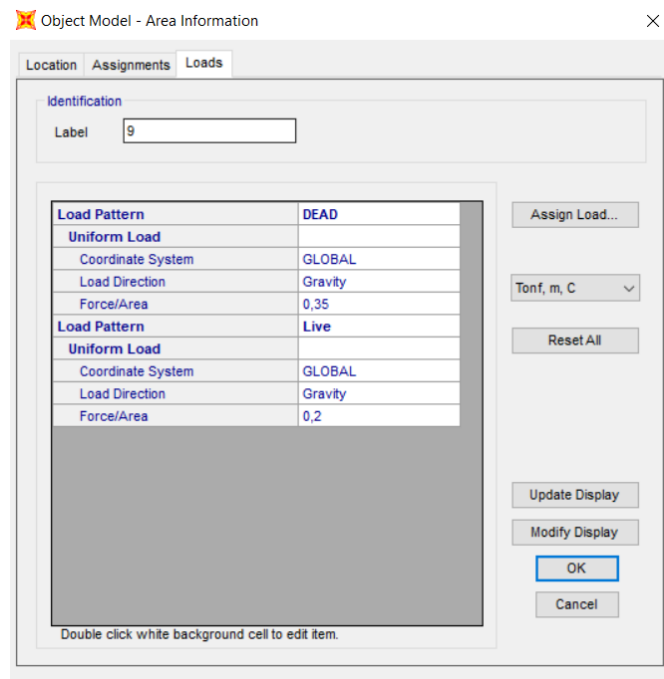 Object Model - Area Information
Location Assignments Loads
Identification
Label 9
Load Pattern DEAD
Uniform Load
Coordinate System GLOBAL
Load Direction Gravity
Force/Area 0,35
Load Pattern Live
Uniform Load
Coordinate System GLOBAL
Load Direction Gravity
Force/Area 0,2
Double click white background cell to edit item.
Assign Load...
Tonf, m, C
Reset All
Update Display
Modify Display
OK
Cancel